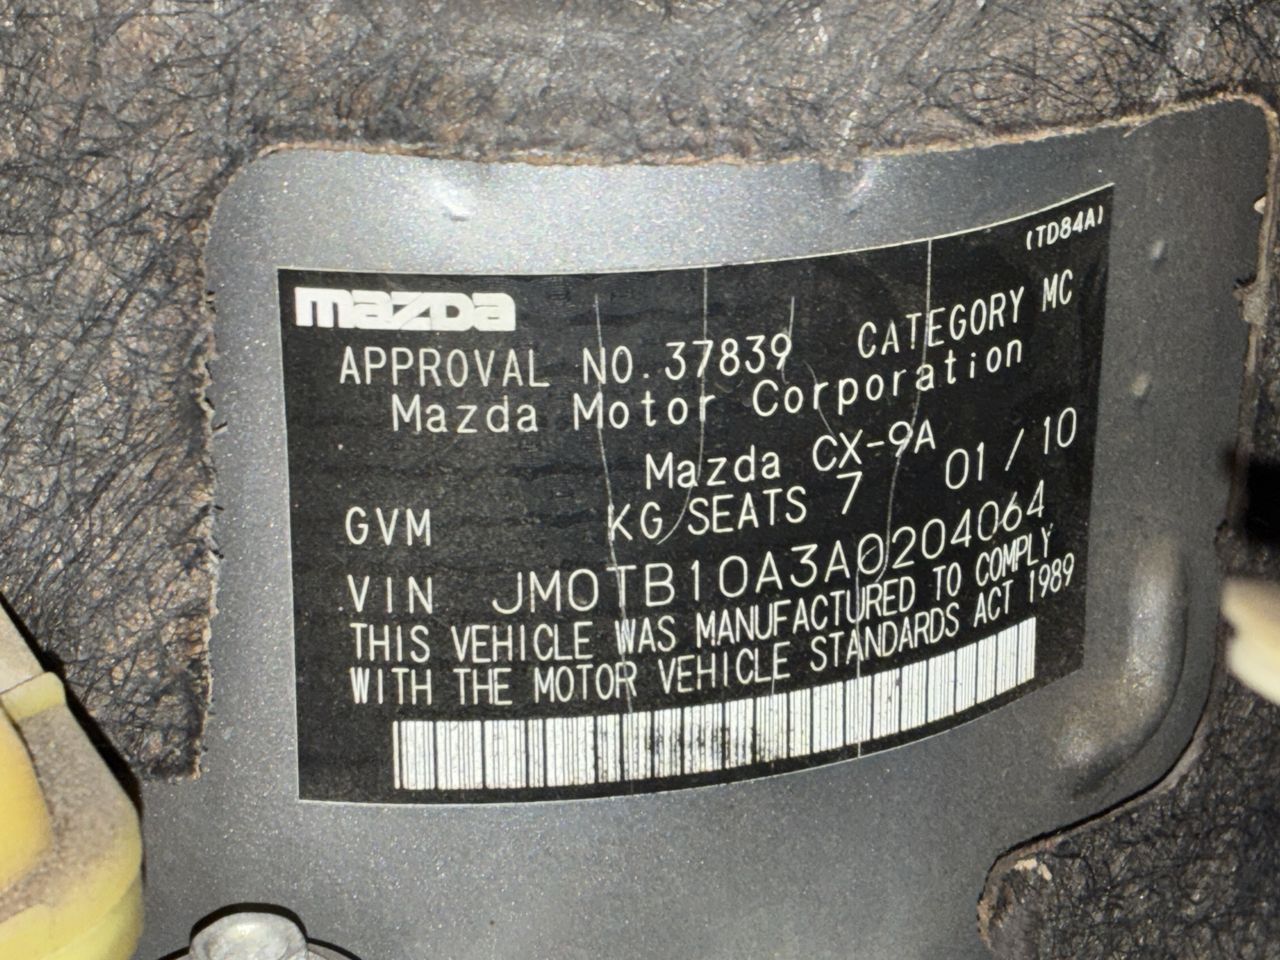 (TD84A)
mazda
APPROVAL NO. 37839 CATEGORY MC
Mazda Motor Corporation
Mazda CX-9A
GVM KG SEATS 7 01 / 10
VIN JM0TB10A3A0204064
THIS VEHICLE WAS MANUFACTURED TO COMPLY
WITH THE MOTOR VEHICLE STANDARDS ACT 1989